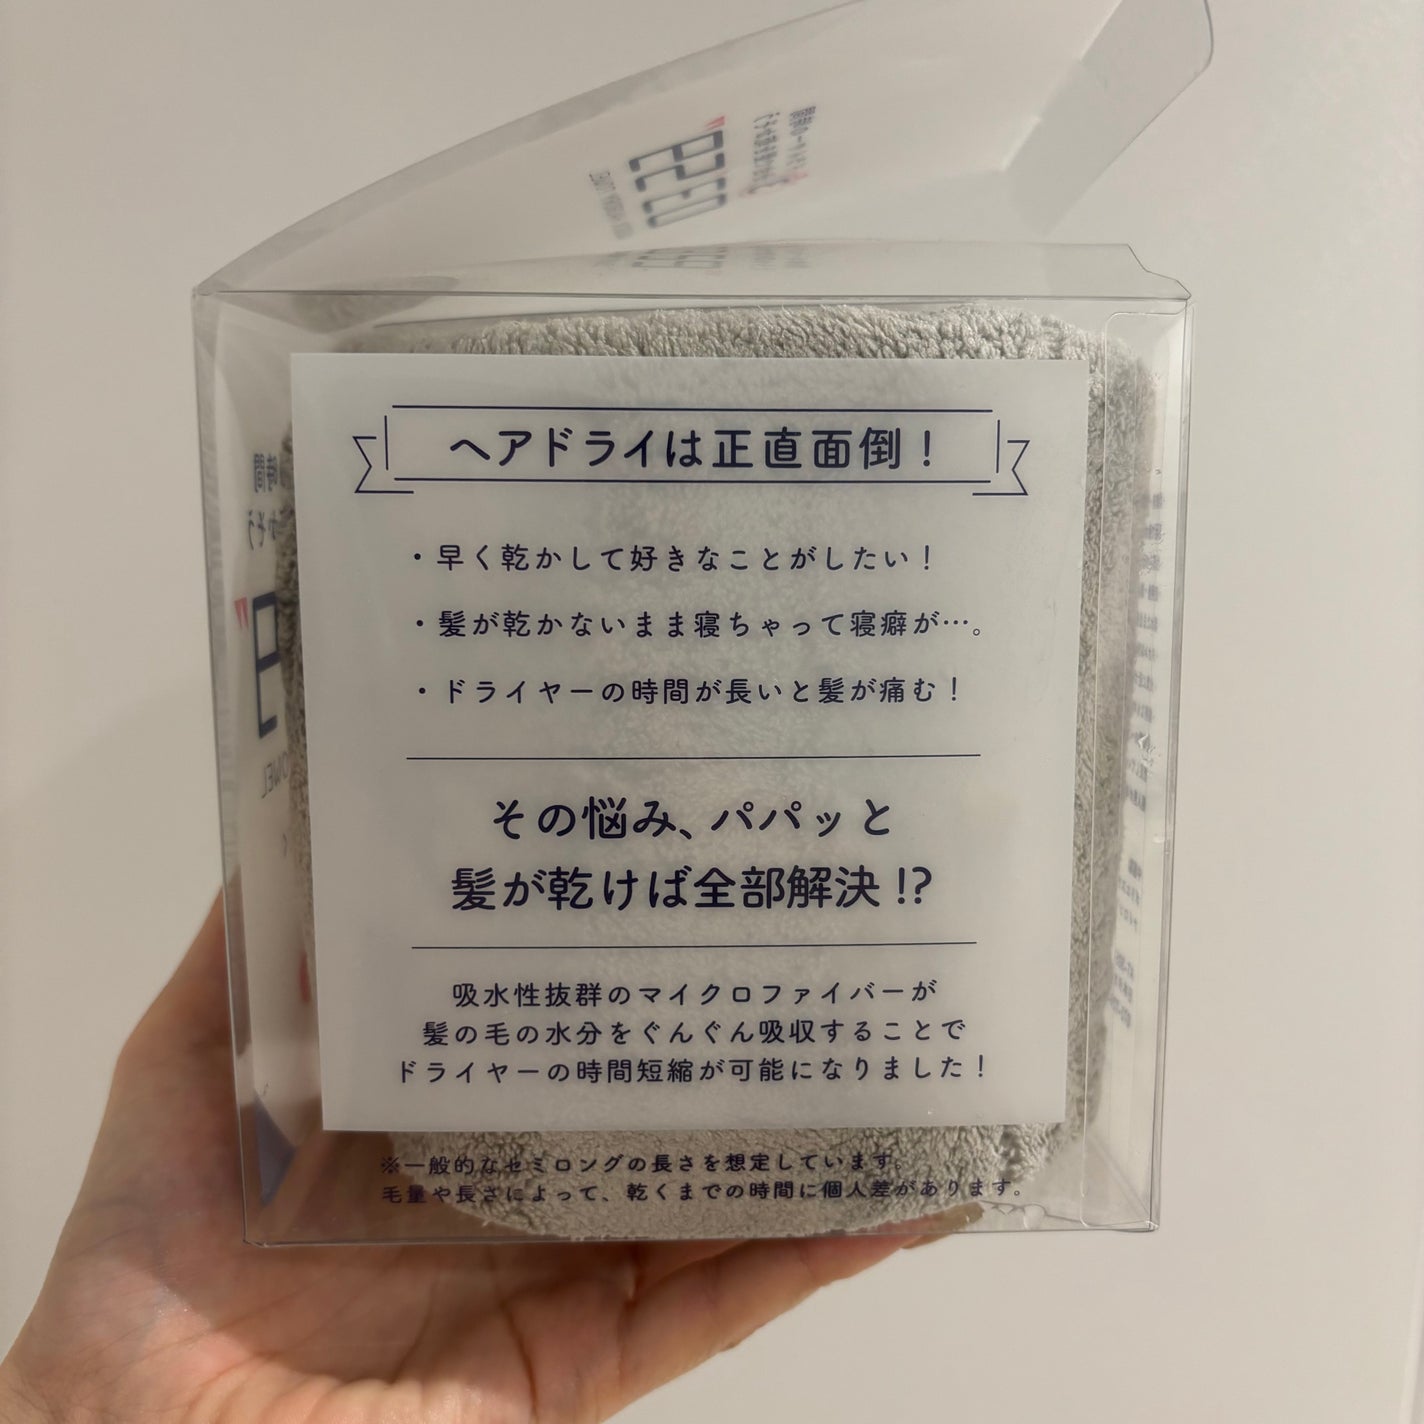 ヘアドライは正直面倒！
・早く乾かして好きなことがしたい！
・髪が乾かないまま寝ちゃって寝癖が…。
・ドライヤーの時間が長いと髪が痛む！
その悩み、パパッと
髪が乾けば全部解決!?
吸水性抜群のマイクロファイバーが
髪の毛の水分をぐんぐん吸収することで
ドライヤーの時間短縮が可能になりました！
※一般的なセミロングの長さを想定しています。
毛量や長さによって、乾くまでの時間に個人差があります。